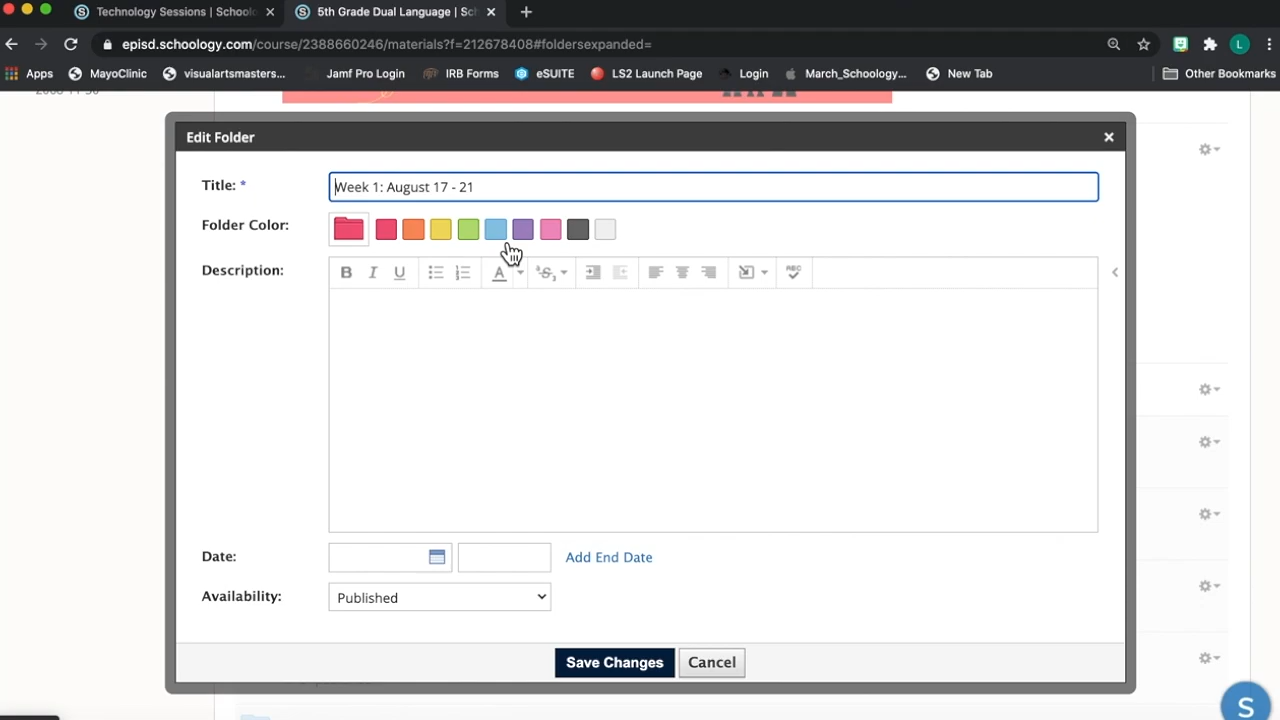 Technology Sessions | Schoolo
5th Grade Dual Language | Sch
episd.schoology.com/course/2388660246/materials?f=212678408#foldersexpanded=
L
Apps MayoClinic visualartsmasters... Jamf Pro Login IRB Forms eSUITE LS2 Launch Page Login March_Schoology... New Tab Other Bookmarks
Edit Folder
Title: *
Week 1: August 17 - 21
Folder Color:
Description:
B I U A S ABC
Date:
Add End Date
Availability:
Published
Save Changes Cancel
S